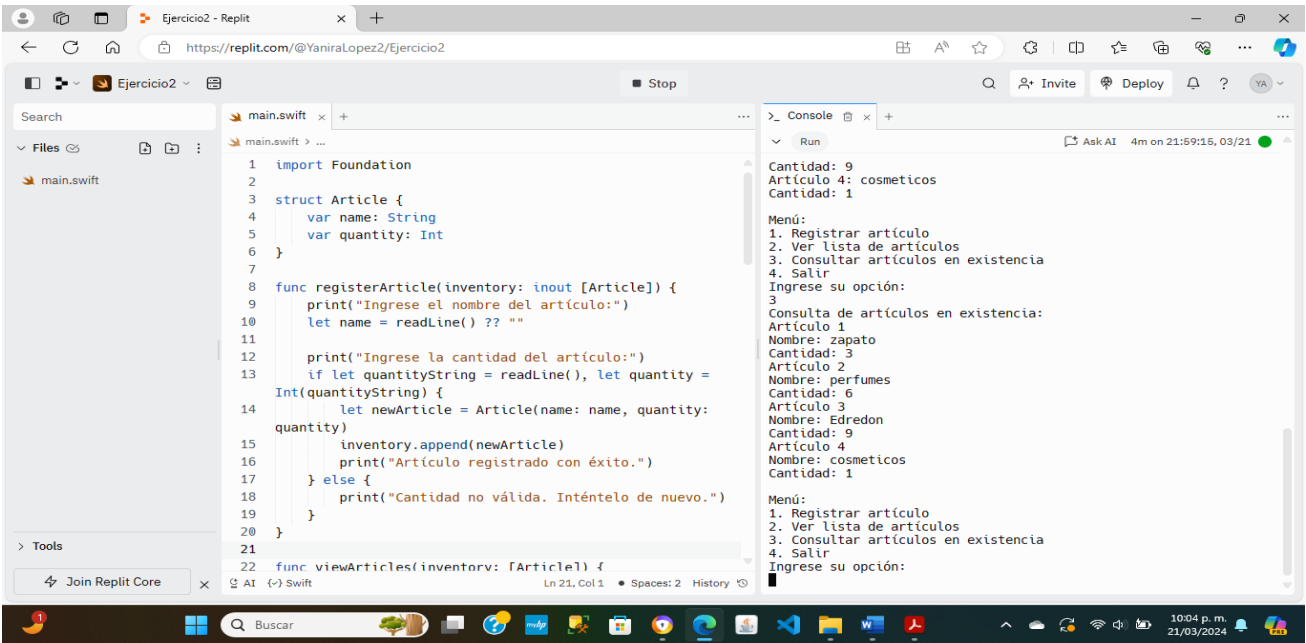 Ejercicio2 - Replit
https://replit.com/@YaniraLopez2/Ejercicio2
Ejercicio2
Stop
Invite
Deploy
YA
Search
Files
main.swift
Tools
Join Replit Core
main.swift
main.swift > ...
1 import Foundation
2
3 struct Article {
4 var name: String
5 var quantity: Int
6 }
7
8 func registerArticle(inventory: inout [Article]) {
9 print("Ingrese el nombre del artículo:")
10 let name = readLine() ?? ""
11
12 print("Ingrese la cantidad del artículo:")
13 if let quantityString = readLine(), let quantity =
Int(quantityString) {
14 let newArticle = Article(name: name, quantity:
quantity)
15 inventory.append(newArticle)
16 print("Artículo registrado con éxito.")
17 } else {
18 print("Cantidad no válida. Inténtelo de nuevo.")
19 }
20 }
21
22 func viewArticles(inventory: [Article]) {
AI {-} Swift
Ln 21, Col 1 • Spaces: 2 History
>_ Console
Run
Ask AI 4m on 21:59:15, 03/21
Cantidad: 9
Artículo 4: cosmeticos
Cantidad: 1
Menú:
1. Registrar artículo
2. Ver lista de artículos
3. Consultar artículos en existencia
4. Salir
Ingrese su opción:
3
Consulta de artículos en existencia:
Artículo 1
Nombre: zapato
Cantidad: 3
Artículo 2
Nombre: perfumes
Cantidad: 6
Artículo 3
Nombre: Edredon
Cantidad: 9
Artículo 4
Nombre: cosmeticos
Cantidad: 1
Menú:
1. Registrar artículo
2. Ver lista de artículos
3. Consultar artículos en existencia
4. Salir
Ingrese su opción:
1
Buscar
10:04 p. m.
21/03/2024